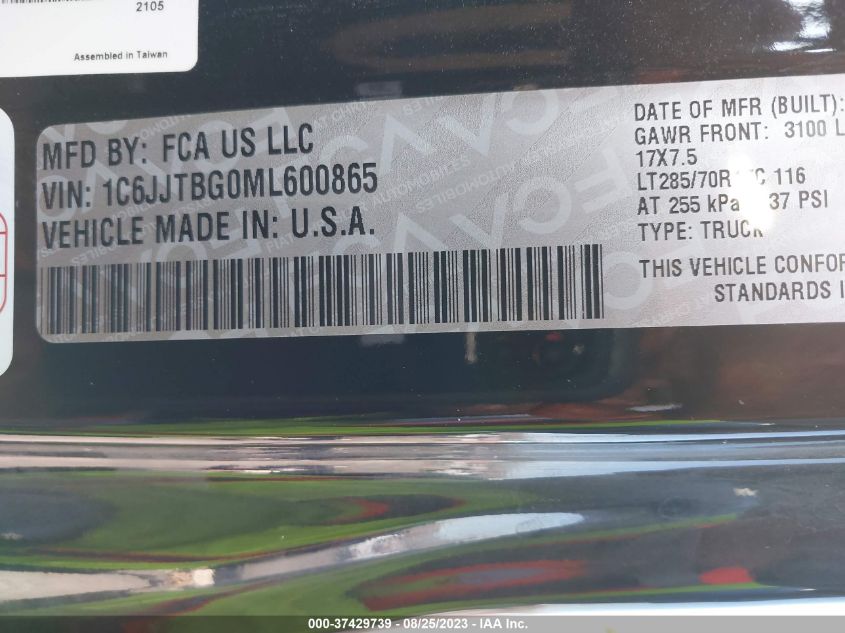 2105
Assembled in Taiwan
MFD BY: FCA US LLC
VIN: 1C6JJTBG0ML600865
VEHICLE MADE IN: U.S.A.
DATE OF MFR (BUILT):
GAWR FRONT: 3100 L
17X7.5
LT285/70R17C 116
AT 255 kPa 37 PSI
TYPE: TRUCK
THIS VEHICLE CONFOR
STANDARDS I
000-37429739 - 08/25/2023 - IAA Inc.